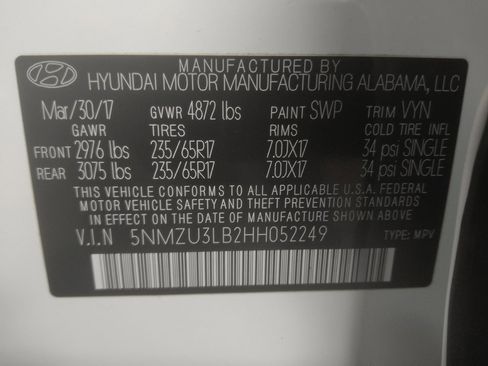 MANUFACTURED BY
HYUNDAI MOTOR MANUFACTURING ALABAMA, LLC
Mar/30/17 GVWR 4872 lbs PAINT SWP TRIM VYN
GAWR TIRES RIMS COLD TIRE INFL
FRONT 2976 lbs 235/65R17 7.0JX17 34 psi SINGLE
REAR 3075 lbs 235/65R17 7.0JX17 34 psi SINGLE
THIS VEHICLE CONFORMS TO ALL APPLICABLE U.S.A. FEDERAL
MOTOR VEHICLE SAFETY AND THEFT PREVENTION STANDARDS
IN EFFECT ON THE DATE OF MANUFACTURE SHOWN ABOVE
V.I.N 5NMZU3LB2HH052249 TYPE: MPV